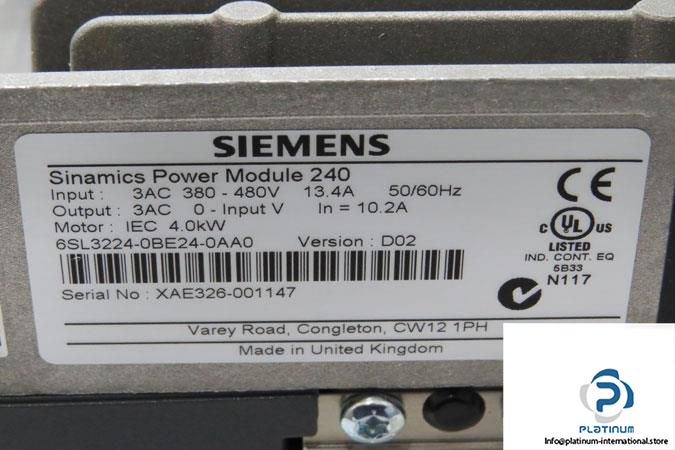 SIEMENS
Sinamics Power Module 240
Input : 3AC 380 - 480V 13.4A 50/60Hz
Output : 3AC 0 - Input V In = 10.2A
Motor : IEC 4.0kW
6SL3224-0BE24-0AA0 Version : D02
Serial No : XAE326-001147
CE
C UL US
LISTED
IND. CONT. EQ
5B33
N117
Varey Road, Congleton, CW12 1PH
Made in United Kingdom
PLATINUM
Info@platinum-international.store